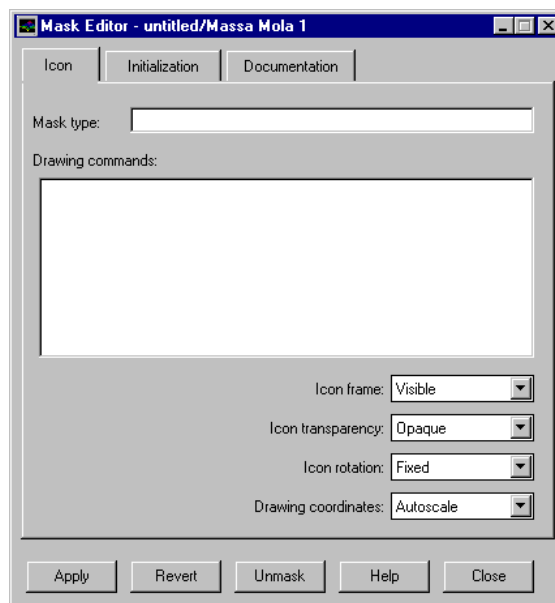 Mask Editor - untitled/Massa Mola 1
Icon Initialization Documentation
Mask type:
Drawing commands:
Icon frame: Visible
Icon transparency: Opaque
Icon rotation: Fixed
Drawing coordinates: Autoscale
Apply Revert Unmask Help Close